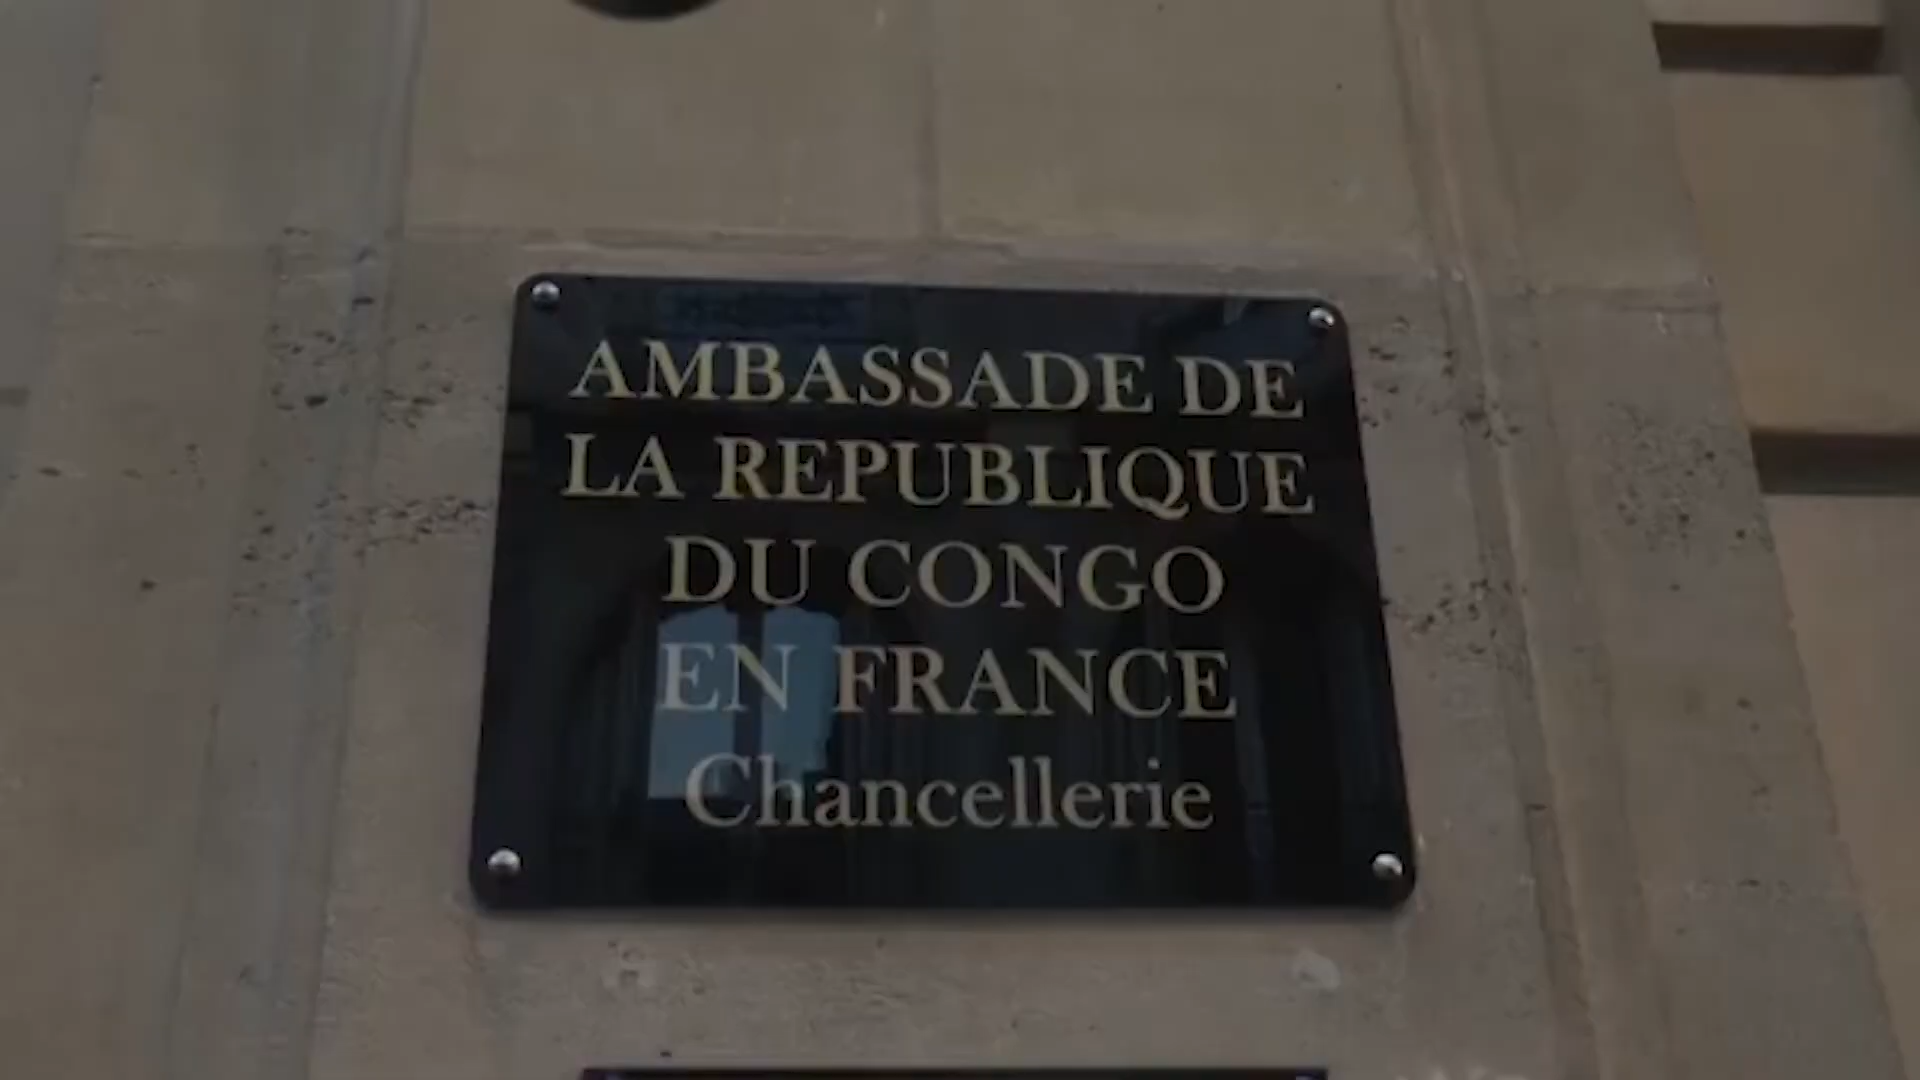 AMBASSADE DE
LA REPUBLIQUE
DU CONGO
EN FRANCE
Chancellerie